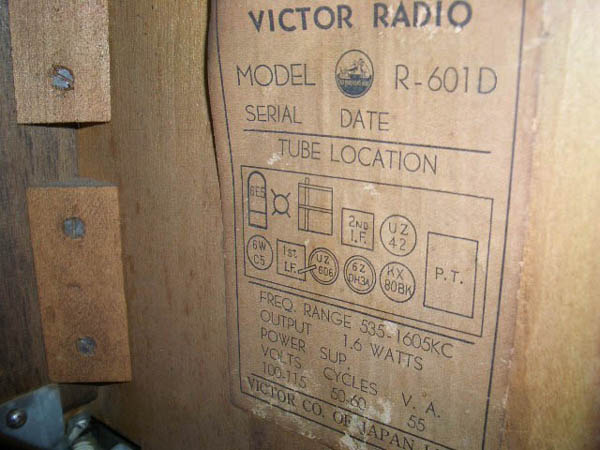 VICTOR RADIO
MODEL R-601D
SERIAL DATE
TUBE LOCATION
6E5
2ND I.F.
UZ 42
6W C5
1st I.F.
UZ 6D6
6Z DH3A
KX 80BK
P.T.
FREQ. RANGE 535-1605KC
OUTPUT 1.6 WATTS
POWER SUP.
VOLTS CYCLES V. A.
100-115 50-60 55
VICTOR CO. OF JAPAN